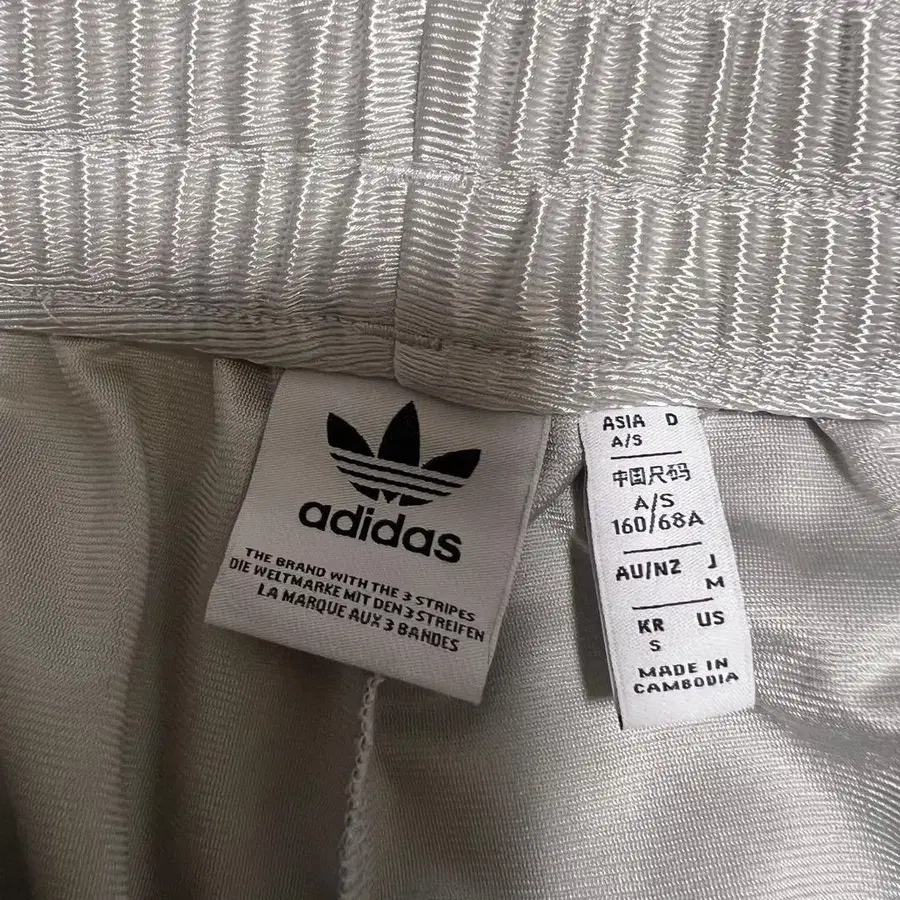 adidas
THE BRAND WITH THE 3 STRIPES
DIE WELTMARKE MIT DEN 3 STREIFEN
LA MARQUE AUX 3 BANDES
ASIA D
A/S
中国尺码
A/S
160/68A
AU/NZ J
M
KR US
S
MADE IN
CAMBODIA